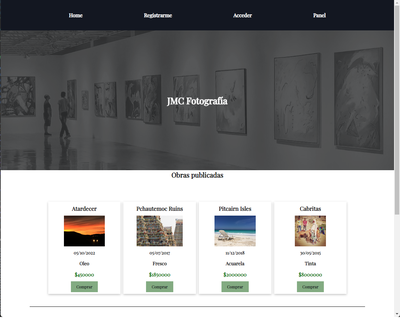 Home Registrarme Acceder Panel
JMC Fotografía
Obras publicadas
Atardecer
05/10/2022
Oleo
$450000
Comprar
Pchautemoc Ruins
05/07/2017
Fresco
$1850000
Comprar
Pitcairn Isles
11/12/2018
Acuarela
$2000000
Comprar
Cabritas
30/05/2015
Tinta
$8000000
Comprar